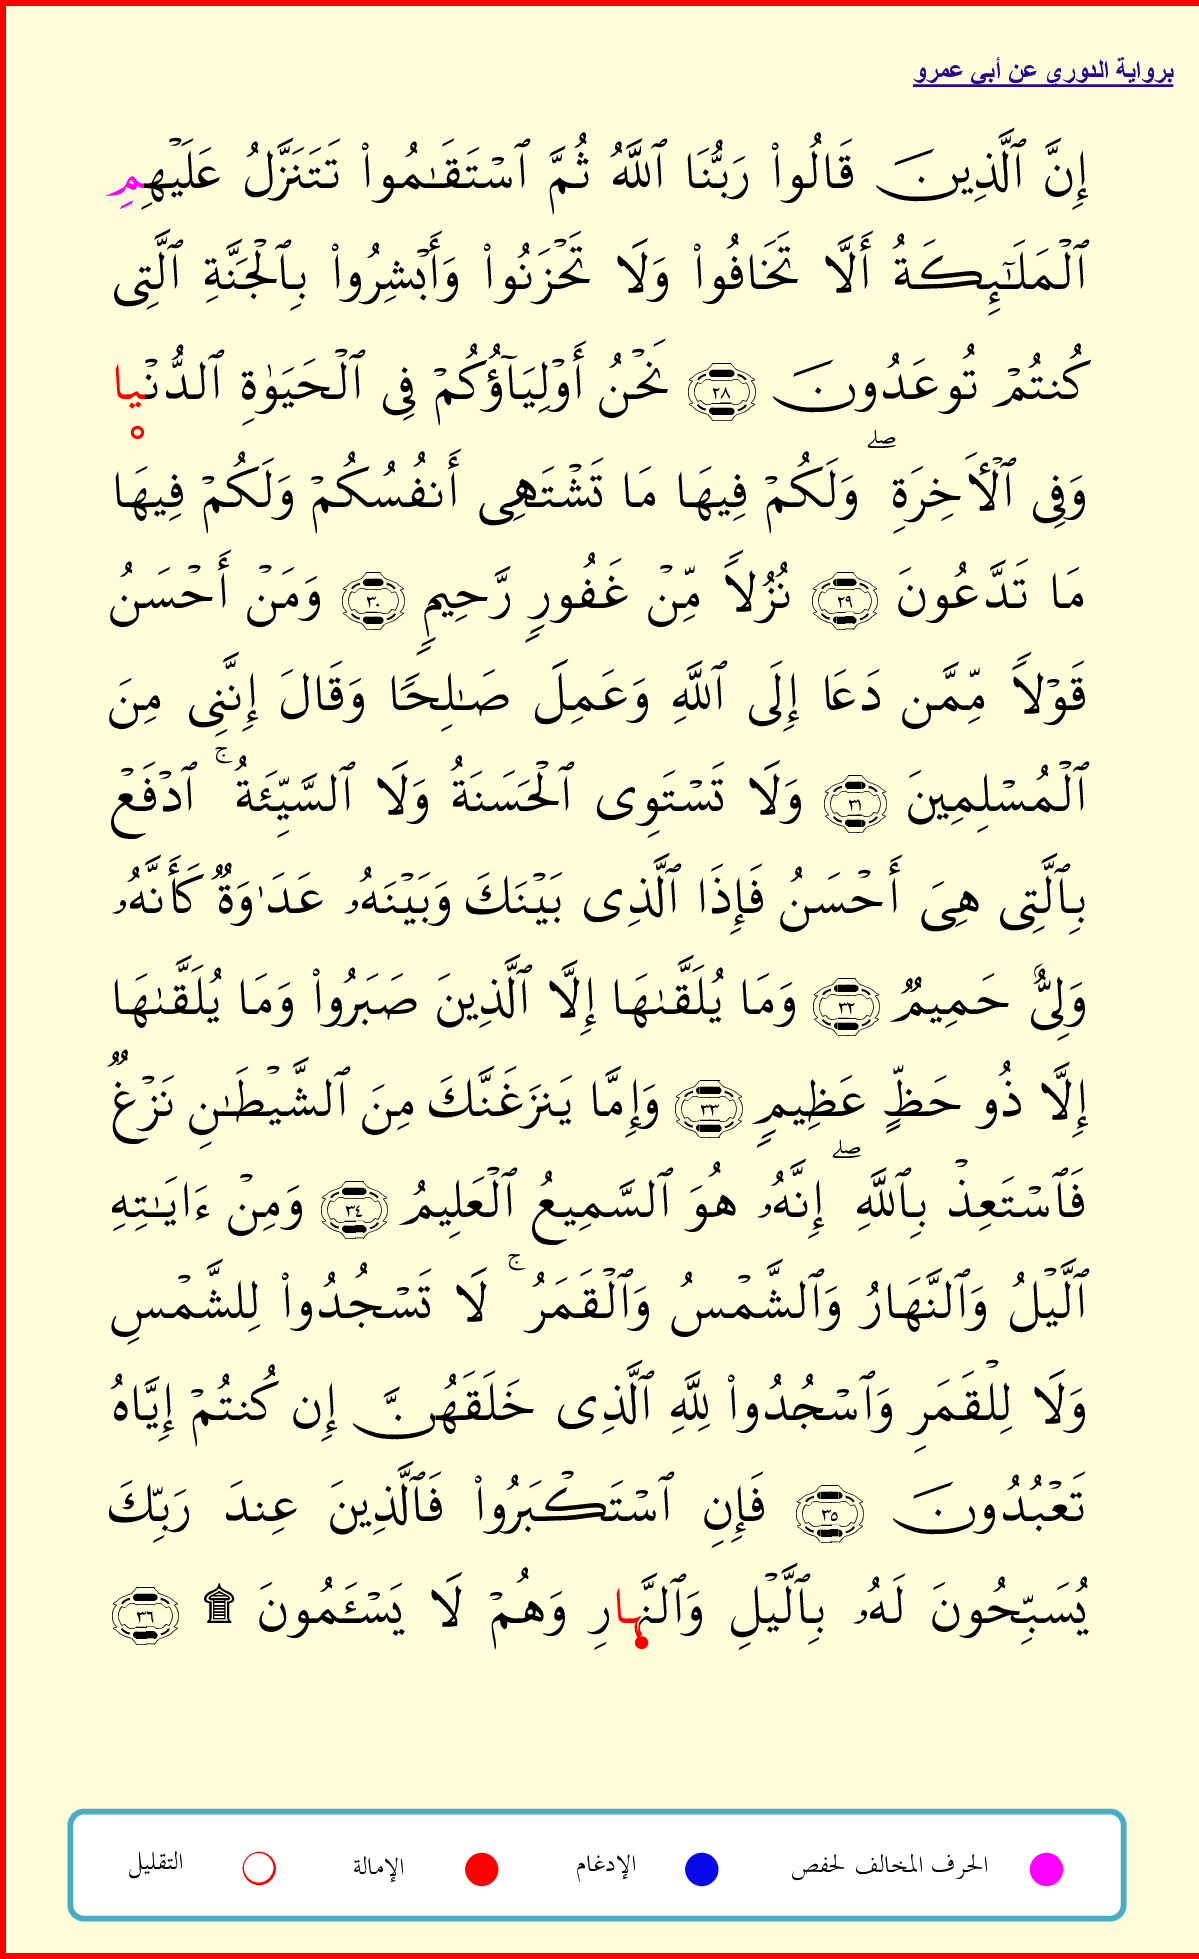 برواية الدوري عن أبي عمرو
إِنَّ ٱلَّذِينَ قَالُوا۟ رَبُّنَا ٱللَّهُ ثُمَّ ٱسْتَقَـٰمُوا۟ تَتَنَزَّلُ عَلَيْهِمِ
ٱلْمَلَـٰٓئِكَةُ أَلَّا تَخَافُوا۟ وَلَا تَحْزَنُوا۟ وَأَبْشِرُوا۟ بِٱلْجَنَّةِ ٱلَّتِى
كُنتُمْ تُوعَدُونَ ٢٨ نَحْنُ أَوْلِيَآؤُكُمْ فِى ٱلْحَيَوٰةِ ٱلدُّنْيا
وَفِى ٱلْأَخِرَةِ ۖ وَلَكُمْ فِيهَا مَا تَشْتَهِى أَنفُسُكُمْ وَلَكُمْ فِيهَا
مَا تَدَّعُونَ ٢٩ نُزُلًا مِّنْ غَفُورٍ رَّحِيمٍ ٣٠ وَمَنْ أَحْسَنُ
قَوْلًا مِّمَّن دَعَا إِلَى ٱللَّهِ وَعَمِلَ صَـٰلِحًا وَقَالَ إِنَّنِى مِنَ
ٱلْمُسْلِمِينَ ٣١ وَلَا تَسْتَوِى ٱلْحَسَنَةُ وَلَا ٱلسَّيِّئَةُ ۚ ٱدْفَعْ
بِٱلَّتِى هِىَ أَحْسَنُ فَإِذَا ٱلَّذِى بَيْنَكَ وَبَيْنَهُۥ عَدَٰوَةٌ كَأَنَّهُۥ
وَلِىٌّ حَمِيمٌ ٣٢ وَمَا يُلَقَّىٰهَا إِلَّا ٱلَّذِينَ صَبَرُوا۟ وَمَا يُلَقَّىٰهَا
إِلَّا ذُو حَظٍّ عَظِيمٍ ٣٣ وَإِمَّا يَنزَغَنَّكَ مِنَ ٱلشَّيْطَـٰنِ نَزْغٌ
فَٱسْتَعِذْ بِٱللَّهِ ۖ إِنَّهُۥ هُوَ ٱلسَّمِيعُ ٱلْعَلِيمُ ٣٤ وَمِنْ ءَايَـٰتِهِ
ٱلَّيْلُ وَٱلنَّهَارُ وَٱلشَّمْسُ وَٱلْقَمَرُ ۚ لَا تَسْجُدُوا۟ لِلشَّمْسِ
وَلَا لِلْقَمَرِ وَٱسْجُدُوا۟ لِلَّهِ ٱلَّذِى خَلَقَهُنَّ إِن كُنتُمْ إِيَّاهُ
تَعْبُدُونَ ٣٥ فَإِنِ ٱسْتَكْبَرُوا۟ فَٱلَّذِينَ عِندَ رَبِّكَ
يُسَبِّحُونَ لَهُۥ بِٱلَّيْلِ وَٱلنَّهارِ وَهُمْ لَا يَسْـَٔمُونَ ۩ ٣٦
الحرف المخالف لحفص الإدغام الإمالة التقليل